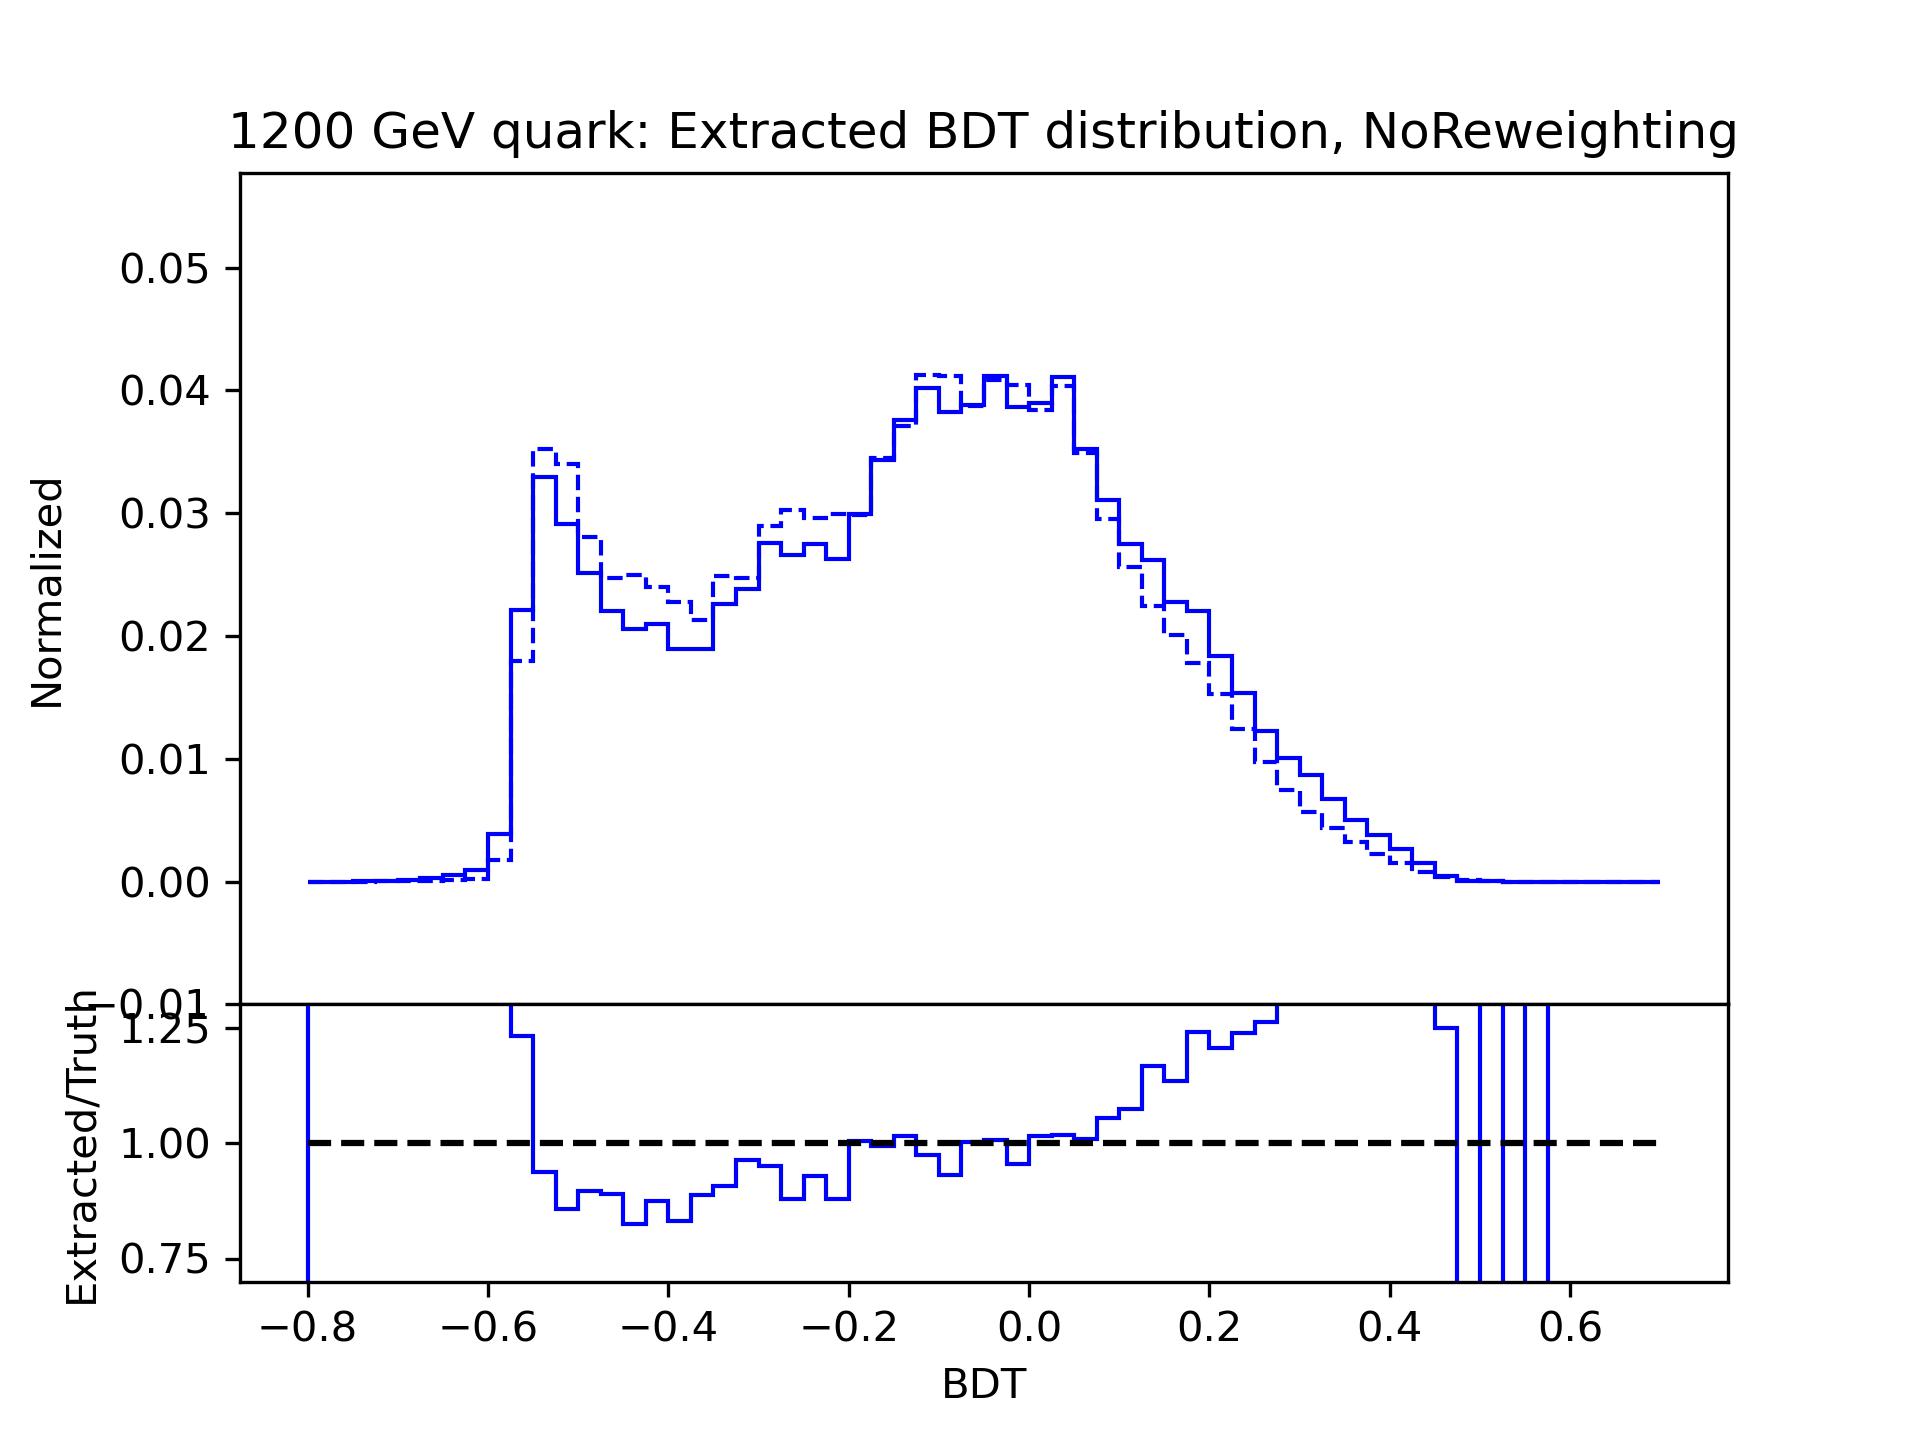 1200 GeV quark: Extracted BDT distribution, NoReweighting
Normalized
0.05
0.04
0.03
0.02
0.01
0.00
−0.01
Extracted/Truth
1.25
1.00
0.75
−0.8 −0.6 −0.4 −0.2 0.0 0.2 0.4 0.6
BDT